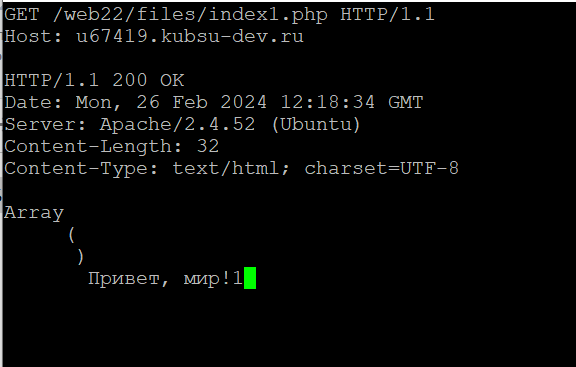 GET /web22/files/index1.php HTTP/1.1
Host: u67419.kubsu-dev.ru
HTTP/1.1 200 OK
Date: Mon, 26 Feb 2024 12:18:34 GMT
Server: Apache/2.4.52 (Ubuntu)
Content-Length: 32
Content-Type: text/html; charset=UTF-8
Array
(
)
Привет, мир!1